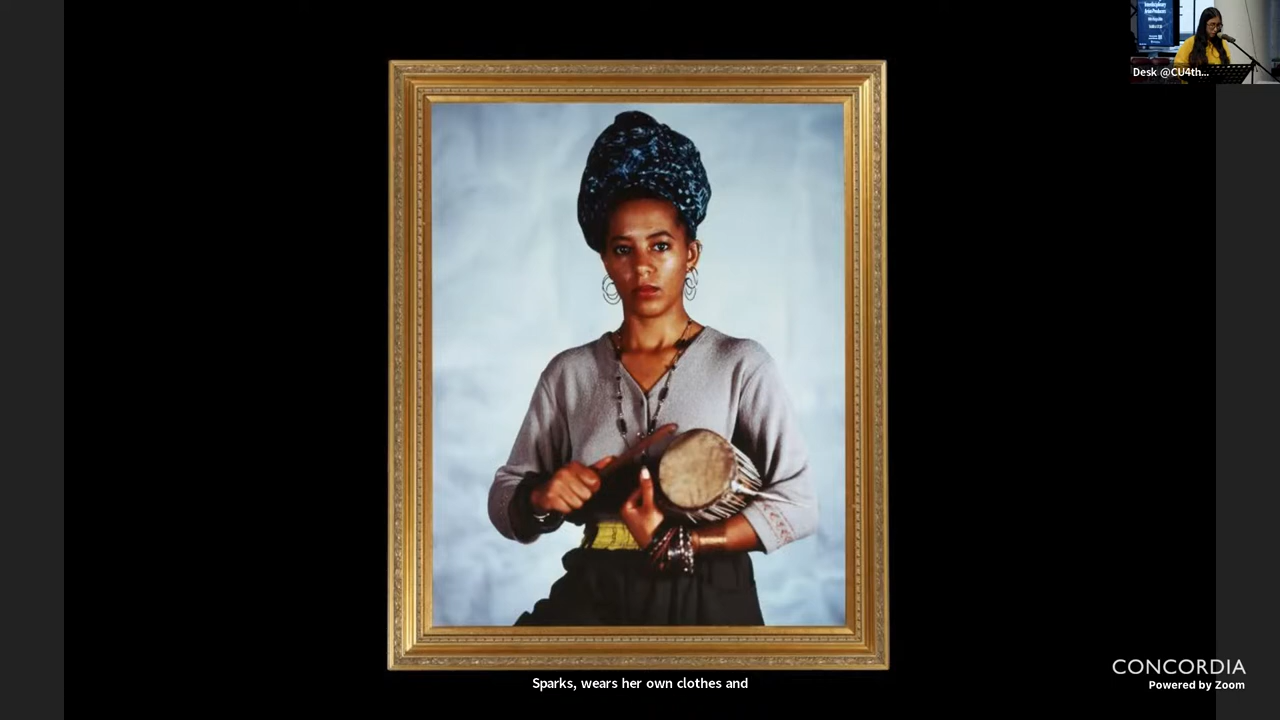 Desk @CU4th...
Sparks, wears her own clothes and
CONCORDIA
Powered by Zoom